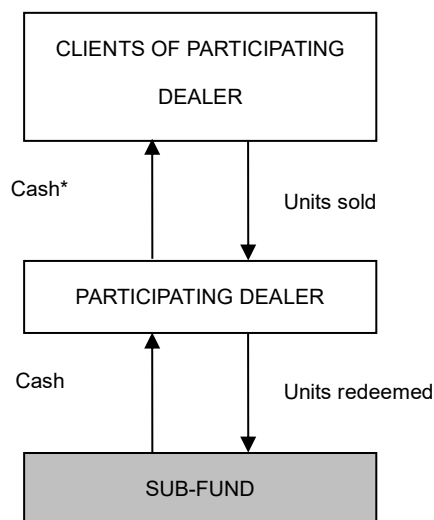 CLIENTS OF PARTICIPATING
DEALER
Cash*
Units sold
PARTICIPATING DEALER
Cash
Units redeemed
SUB-FUND